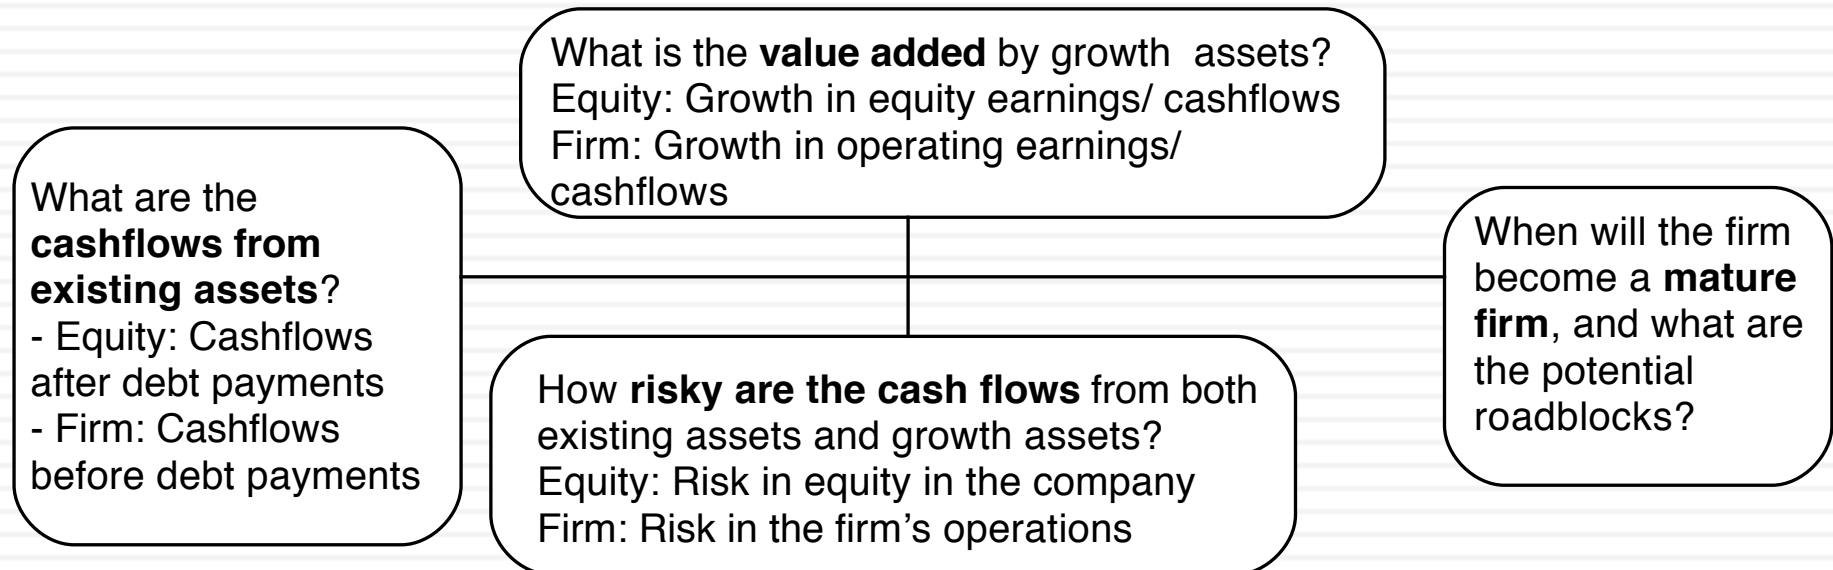 What is the value added by growth assets?
Equity: Growth in equity earnings/ cashflows
Firm: Growth in operating earnings/
cashflows
What are the
cashflows from
existing assets?
- Equity: Cashflows
after debt payments
- Firm: Cashflows
before debt payments
When will the firm
become a mature
firm, and what are
the potential
roadblocks?
How risky are the cash flows from both
existing assets and growth assets?
Equity: Risk in equity in the company
Firm: Risk in the firm’s operations